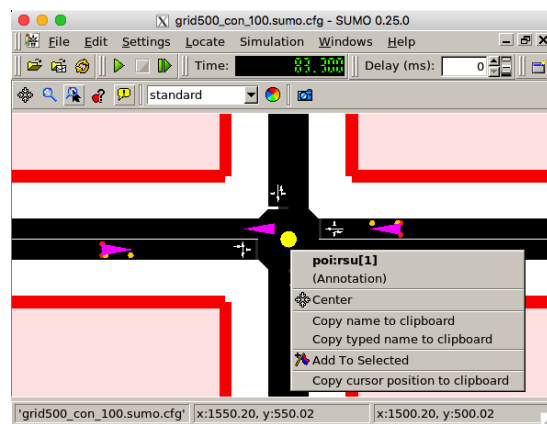 grid500_con_100.sumo.cfg - SUMO 0.25.0
File Edit Settings Locate Simulation Windows Help
Time: 83.300 Delay (ms): 0
standard
poi:rsu[1]
(Annotation)
Center
Copy name to clipboard
Copy typed name to clipboard
Add To Selected
Copy cursor position to clipboard
'grid500_con_100.sumo.cfg' x:1550.20, y:550.02 x:1500.20, y:500.02